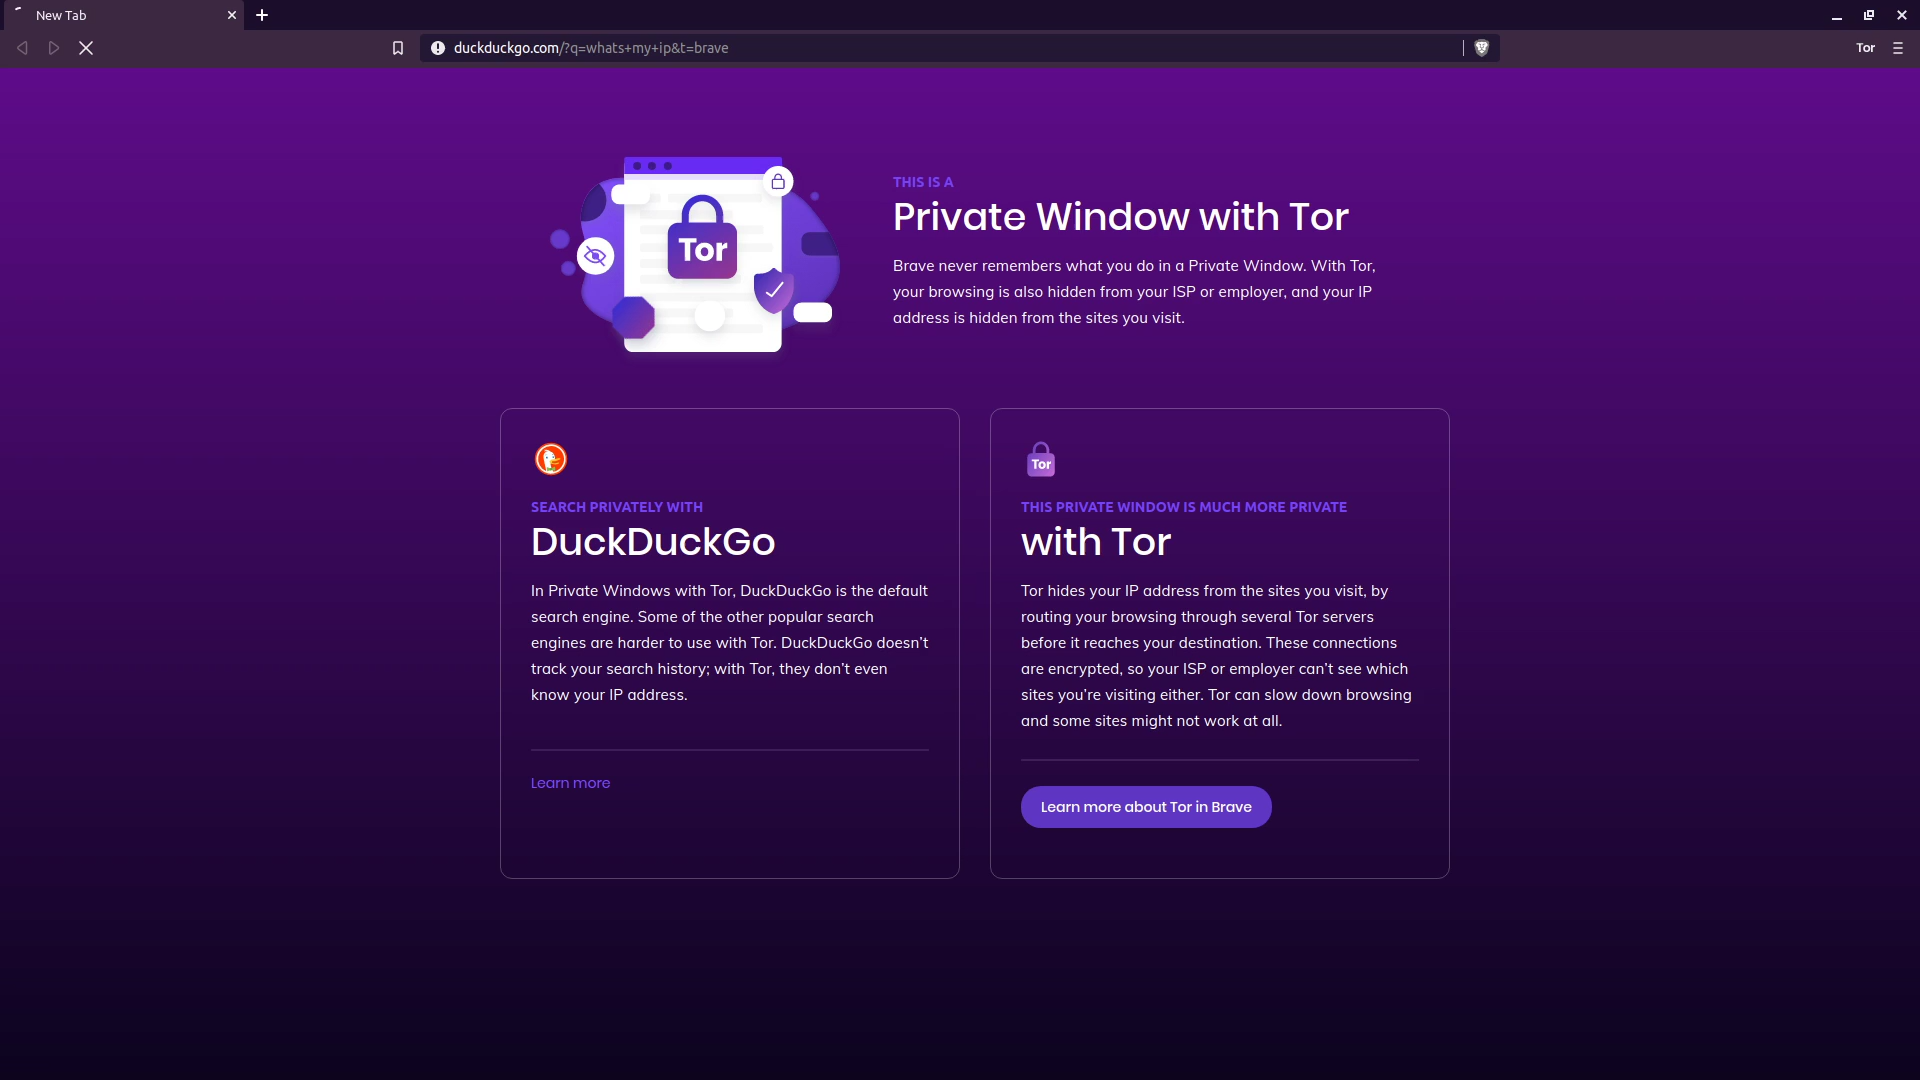 New Tab
duckduckgo.com/?q=whats+my+ip&t=brave
Tor
Tor
THIS IS A
Private Window with Tor
Brave never remembers what you do in a Private Window. With Tor,
your browsing is also hidden from your ISP or employer, and your IP
address is hidden from the sites you visit.
SEARCH PRIVATELY WITH
DuckDuckGo
In Private Windows with Tor, DuckDuckGo is the default
search engine. Some of the other popular search
engines are harder to use with Tor. DuckDuckGo doesn't
track your search history; with Tor, they don't even
know your IP address.
Learn more
Tor
THIS PRIVATE WINDOW IS MUCH MORE PRIVATE
with Tor
Tor hides your IP address from the sites you visit, by
routing your browsing through several Tor servers
before it reaches your destination. These connections
are encrypted, so your ISP or employer can't see which
sites you're visiting either. Tor can slow down browsing
and some sites might not work at all.
Learn more about Tor in Brave